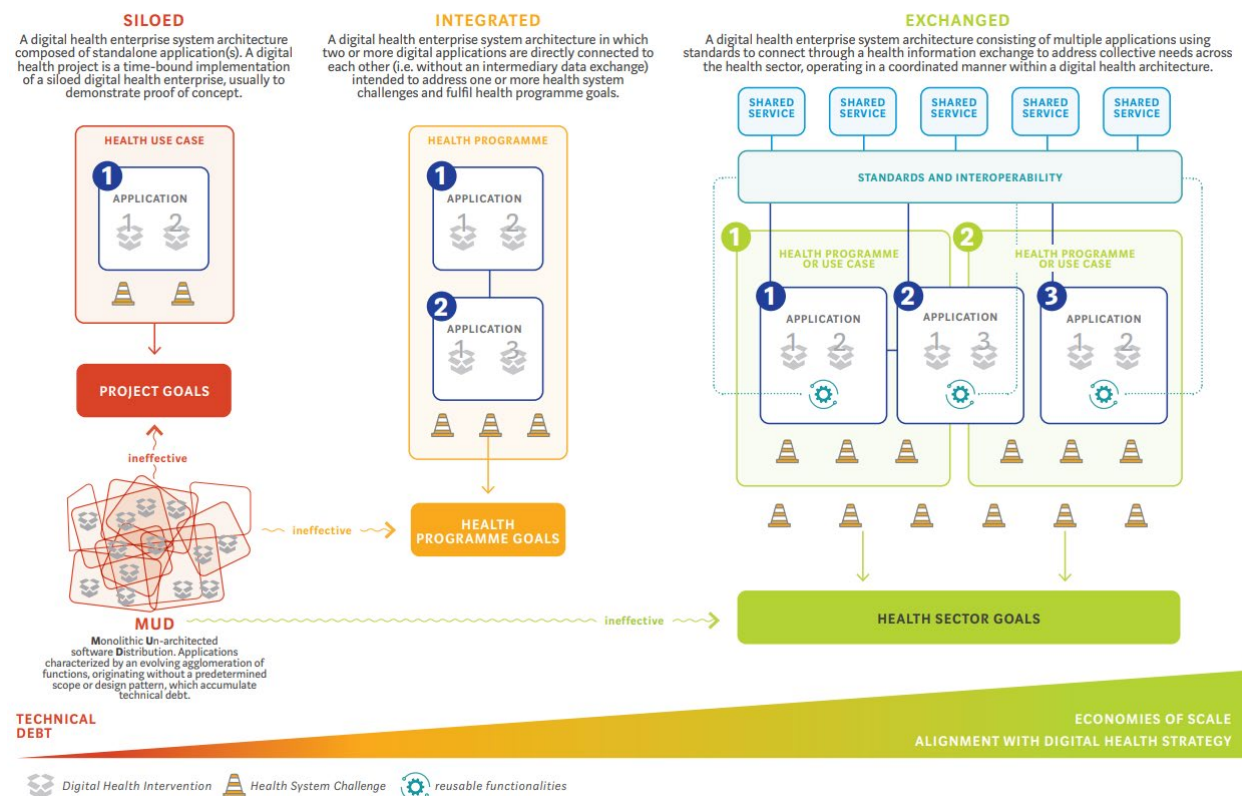 SILOED
A digital health enterprise system architecture
composed of standalone application(s). A digital
health project is a time-bound implementation
of a siloed digital health enterprise, usually to
demonstrate proof of concept.
HEALTH USE CASE
1
APPLICATION
1 2
PROJECT GOALS
ineffective
MUD
Monolithic Un-architected
software Distribution. Applications
characterized by an evolving agglomeration of
functions, originating without a predetermined
scope or design pattern, which accumulate
technical debt.
INTEGRATED
A digital health enterprise system architecture in which
two or more digital applications are directly connected to
each other (i.e. without an intermediary data exchange)
intended to address one or more health system
challenges and fulfil health programme goals.
HEALTH PROGRAMME
1
APPLICATION
1 2
2
APPLICATION
1 3
ineffective
HEALTH
PROGRAMME GOALS
EXCHANGED
A digital health enterprise system architecture consisting of multiple applications using
standards to connect through a health information exchange to address collective needs across
the health sector, operating in a coordinated manner within a digital health architecture.
SHARED
SERVICE
SHARED
SERVICE
SHARED
SERVICE
SHARED
SERVICE
SHARED
SERVICE
STANDARDS AND INTEROPERABILITY
1
HEALTH PROGRAMME
OR USE CASE
2
HEALTH PROGRAMME
OR USE CASE
1
APPLICATION
1 2
2
APPLICATION
1 3
3
APPLICATION
1 2
ineffective
HEALTH SECTOR GOALS
TECHNICAL
DEBT
ECONOMIES OF SCALE
ALIGNMENT WITH DIGITAL HEALTH STRATEGY
Digital Health Intervention
Health System Challenge
reusable functionalities